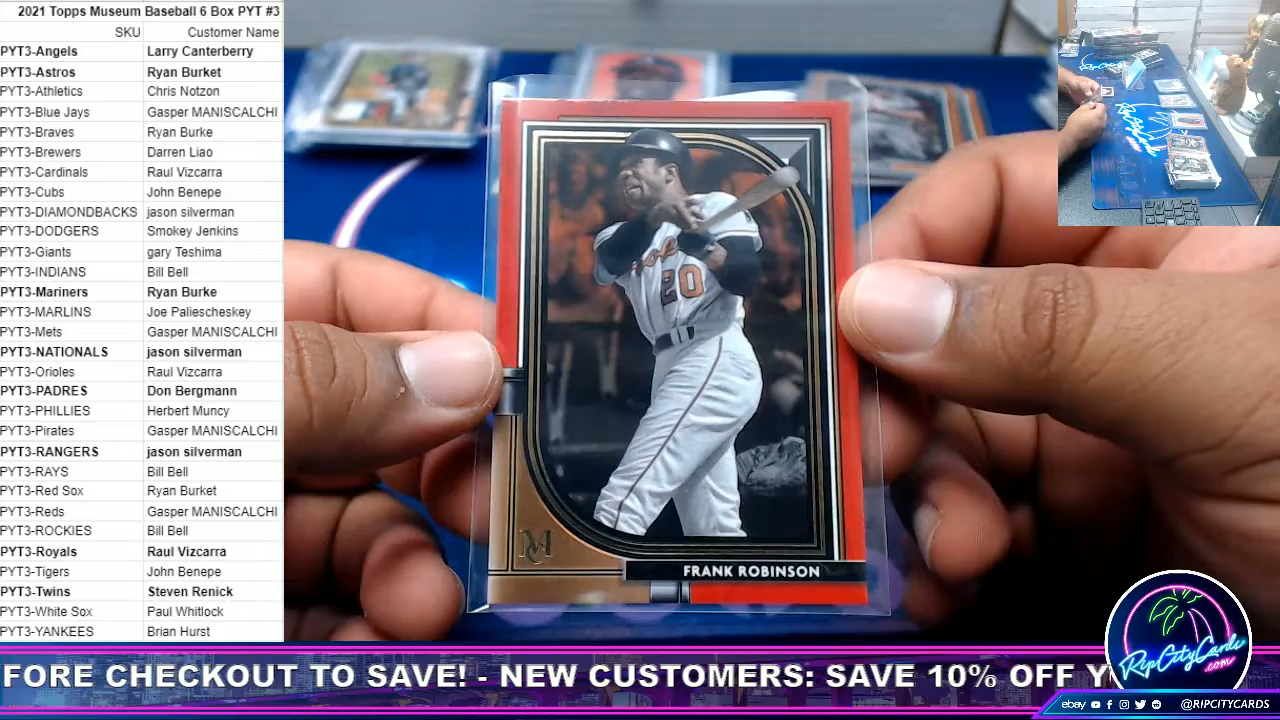 2021 Topps Museum Baseball 6 Box PYT #3
SKU Customer Name
PYT3-Angels Larry Canterberry
PYT3-Astros Ryan Burket
PYT3-Athletics Chris Notzon
PYT3-Blue Jays Gasper MANISCALCHI
PYT3-Braves Ryan Burke
PYT3-Brewers Darren Liao
PYT3-Cardinals Raul Vizcarra
PYT3-Cubs John Benepe
PYT3-DIAMONDBACKS jason silverman
PYT3-DODGERS Smokey Jenkins
PYT3-Giants gary Teshima
PYT3-INDIANS Bill Bell
PYT3-Mariners Ryan Burke
PYT3-MARLINS Joe Paliescheskey
PYT3-Mets Gasper MANISCALCHI
PYT3-NATIONALS jason silverman
PYT3-Orioles Raul Vizcarra
PYT3-PADRES Don Bergmann
PYT3-PHILLIES Herbert Muncy
PYT3-Pirates Gasper MANISCALCHI
PYT3-RANGERS jason silverman
PYT3-RAYS Bill Bell
PYT3-Red Sox Ryan Burket
PYT3-Reds Gasper MANISCALCHI
PYT3-ROCKIES Bill Bell
PYT3-Royals Raul Vizcarra
PYT3-Tigers John Benepe
PYT3-Twins Steven Renick
PYT3-White Sox Paul Whitlock
PYT3-YANKEES Brian Hurst
20
M
FRANK ROBINSON
FORE CHECKOUT TO SAVE! - NEW CUSTOMERS: SAVE 10% OFF Y
RipCityCards
.com
ebay @RIPCITYCARDS